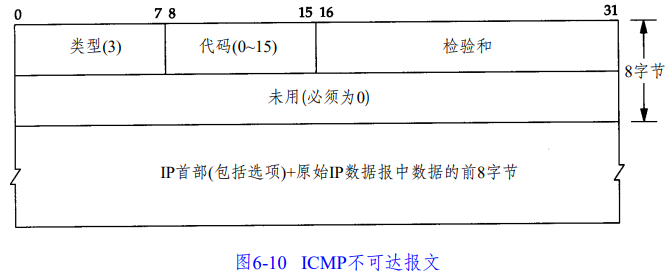 0 7 8 15 16 31
类型(3) 代码(0~15) 检验和
8字节
未用(必须为0)
IP首部(包括选项)+原始IP数据报中数据的前8字节
图6-10 ICMP不可达报文